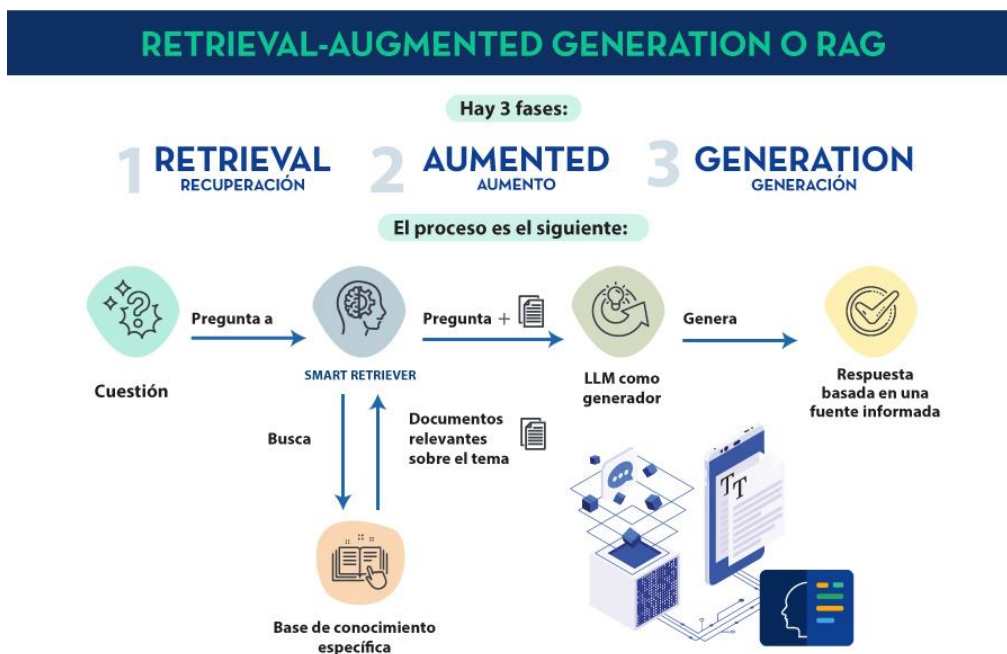 RETRIEVAL-AUGMENTED GENERATION O RAG
Hay 3 fases:
1 RETRIEVAL
RECUPERACIÓN
2 AUMENTED
AUMENTO
3 GENERATION
GENERACIÓN
El proceso es el siguiente:
Cuestión
Pregunta a
SMART RETRIEVER
Pregunta +
LLM como
generador
Genera
Respuesta
basada en una
fuente informada
Busca
Documentos
relevantes
sobre el tema
Base de conocimiento
específica
TT